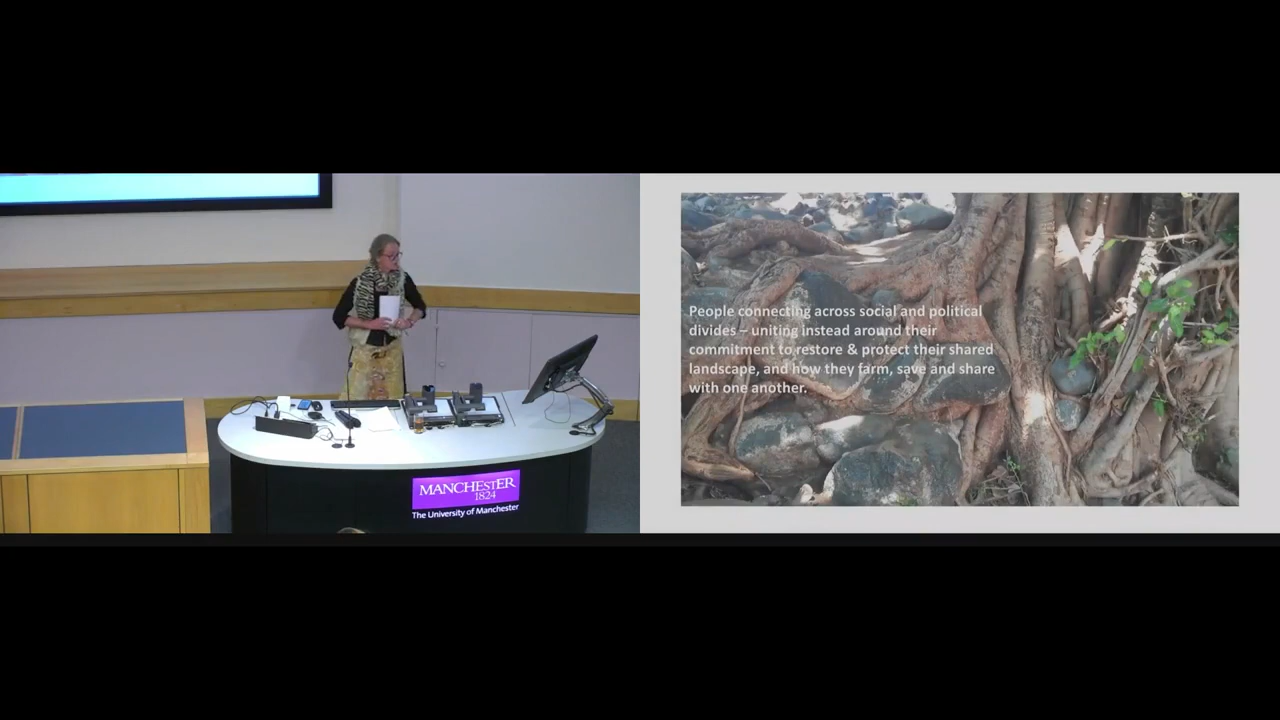 MANCHESTER
1824
The University of Manchester
People connecting across social and political
divides – uniting instead around their
commitment to restore & protect their shared
landscape, and how they farm, save and share
with one another.